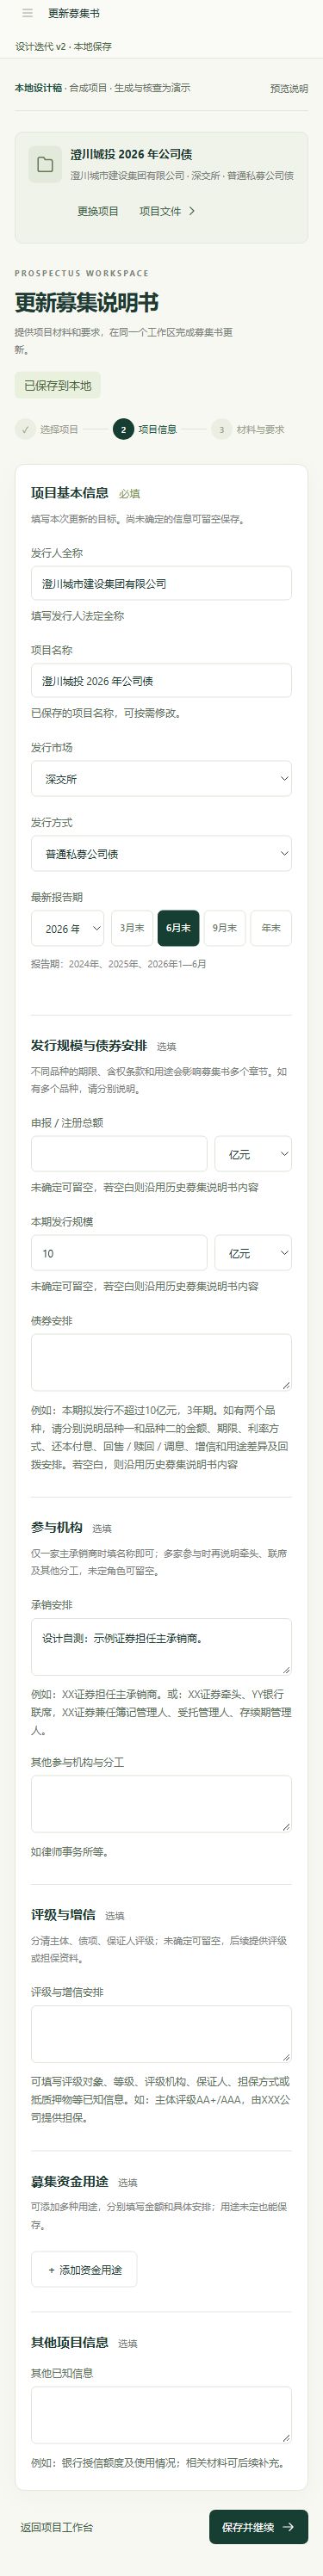 更新募集书
设计迭代 v2 · 本地保存
本地设计稿 · 合成项目 · 生成与核查为演示
预览说明
澄川城投 2026 年公司债
澄川城市建设集团有限公司 · 深交所 · 普通私募公司债
更换项目 项目文件
PROSPECTUS WORKSPACE
更新募集说明书
提供项目材料和要求，在同一个工作区完成募集书更
新。
已保存到本地
✓ 选择项目 2 项目信息 3 材料与要求
项目基本信息 必填
填写本次更新的目标。尚未确定的信息可留空保存。
发行人全称
澄川城市建设集团有限公司
填写发行人法定全称
项目名称
澄川城投 2026 年公司债
已保存的项目名称，可按需修改。
发行市场
深交所
发行方式
普通私募公司债
最新报告期
2026 年 3月末 6月末 9月末 年末
报告期：2024年、2025年、2026年1—6月
发行规模与债券安排 选填
不同品种的期限、含权条款和用途会影响募集书多个章节。如
有多个品种，请分别说明。
申报 / 注册总额
亿元
未确定可留空，若空白则沿用历史募集说明书内容
本期发行规模
10 亿元
未确定可留空，若空白则沿用历史募集说明书内容
债券安排
例如：本期拟发行不超过10亿元，3年期。如有两个品
种，请分别说明品种一和品种二的金额、期限、利率方
式、还本付息、回售 / 赎回 / 调息、增信和用途差异及回
拨安排。若空白，则沿用历史募集说明书内容
参与机构 选填
仅一家主承销商时填名称即可；多家参与时再说明牵头、联席
及其他分工，未定角色可留空。
承销安排
设计自测：示例证券担任主承销商。
例如：XX证券担任主承销商。或：XX证券牵头、YY银行
联席，XX证券兼任簿记管理人、受托管理人、存续期管理
人。
其他参与机构与分工
如律师事务所等。
评级与增信 选填
分清主体、债项、保证人评级；未确定可留空，后续提供评级
或担保资料。
评级与增信安排
可填写评级对象、等级、评级机构、保证人、担保方式或
抵质押物等已知信息。如：主体评级AA+/AAA，由XXX公
司提供担保。
募集资金用途 选填
可添加多种用途，分别填写金额和具体安排；用途未定也能保
存。
+ 添加资金用途
其他项目信息 选填
其他已知信息
例如：银行授信额度及使用情况；相关材料可后续补充。
返回项目工作台 保存并继续